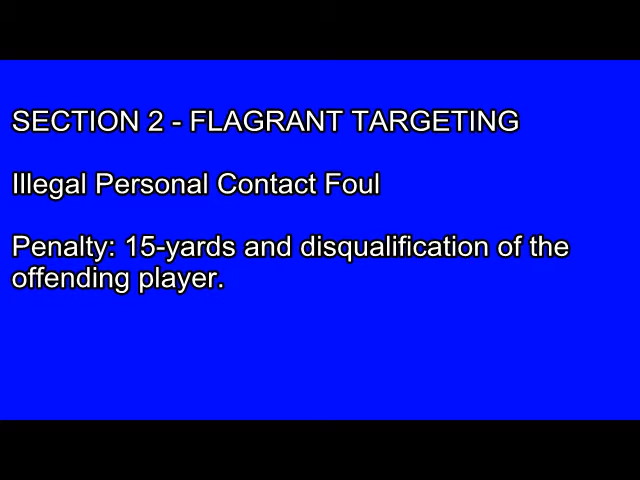 SECTION 2 - FLAGRANT TARGETING
Illegal Personal Contact Foul
Penalty: 15-yards and disqualification of the
offending player.